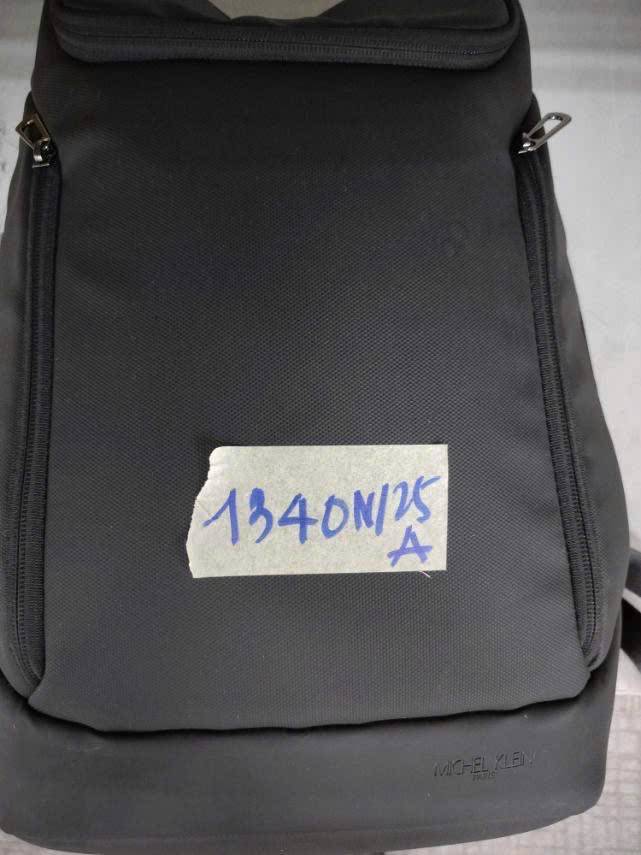 1340N/25
A
MICHEL KLEIN
PARIS